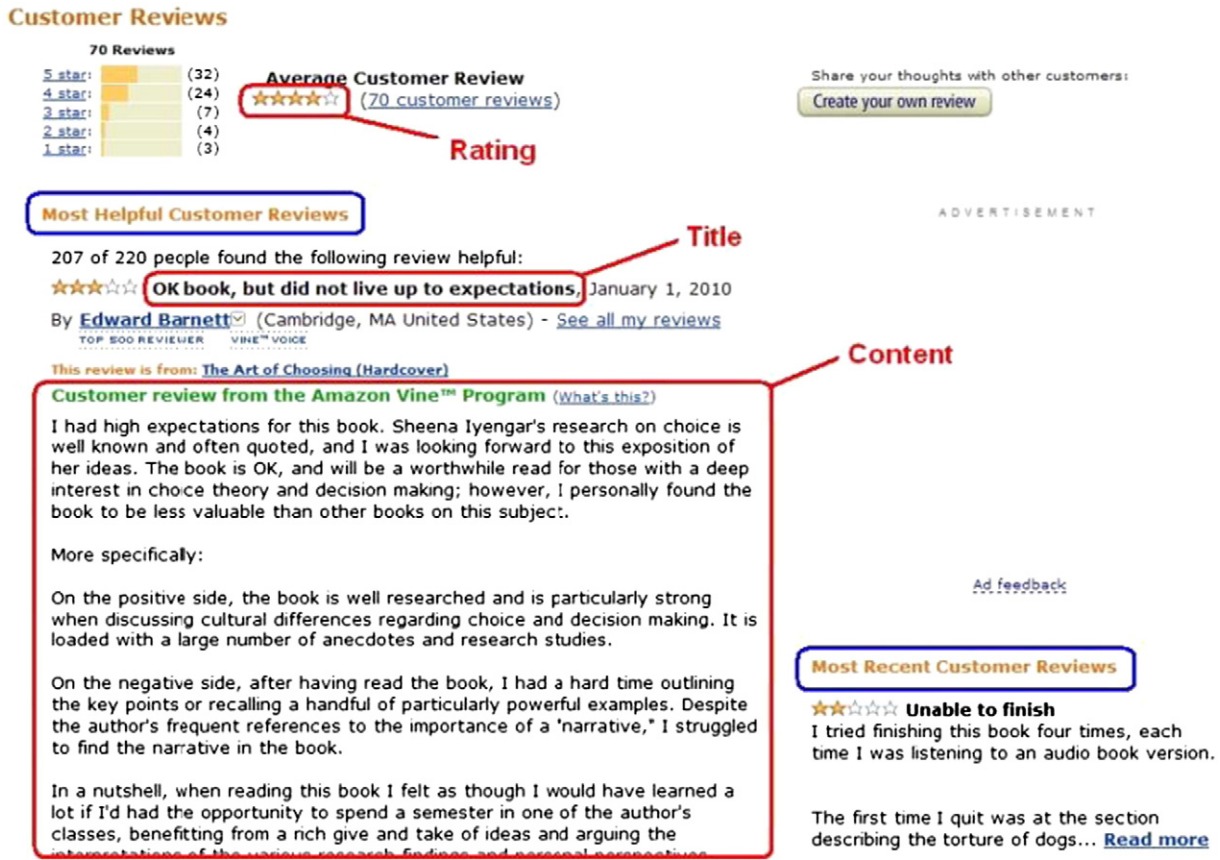 Customer Reviews
70 Reviews
5 star: (32)
4 star: (24)
3 star: (7)
2 star: (4)
1 star: (3)
Average Customer Review
(70 customer reviews)
Rating
Share your thoughts with other customers:
Create your own review
Most Helpful Customer Reviews
ADVERTISEMENT
Title
207 of 220 people found the following review helpful:
OK book, but did not live up to expectations, January 1, 2010
By Edward Barnett (Cambridge, MA United States) - See all my reviews
TOP 500 REVIEWER VINE™ VOICE
Content
This review is from: The Art of Choosing (Hardcover)
Customer review from the Amazon Vine™ Program (What's this?)
I had high expectations for this book. Sheena Iyengar's research on choice is
well known and often quoted, and I was looking forward to this exposition of
her ideas. The book is OK, and will be a worthwhile read for those with a deep
interest in choice theory and decision making; however, I personally found the
book to be less valuable than other books on this subject.
More specifically:
On the positive side, the book is well researched and is particularly strong
when discussing cultural differences regarding choice and decision making. It is
loaded with a large number of anecdotes and research studies.
On the negative side, after having read the book, I had a hard time outlining
the key points or recalling a handful of particularly powerful examples. Despite
the author's frequent references to the importance of a 'narrative," I struggled
to find the narrative in the book.
In a nutshell, when reading this book I felt as though I would have learned a
lot if I'd had the opportunity to spend a semester in one of the author's
classes, benefitting from a rich give and take of ideas and arguing the
interpretations of the various research findings and personal perspectives
Ad feedback
Most Recent Customer Reviews
Unable to finish
I tried finishing this book four times, each
time I was listening to an audio book version.
The first time I quit was at the section
describing the torture of dogs... Read more